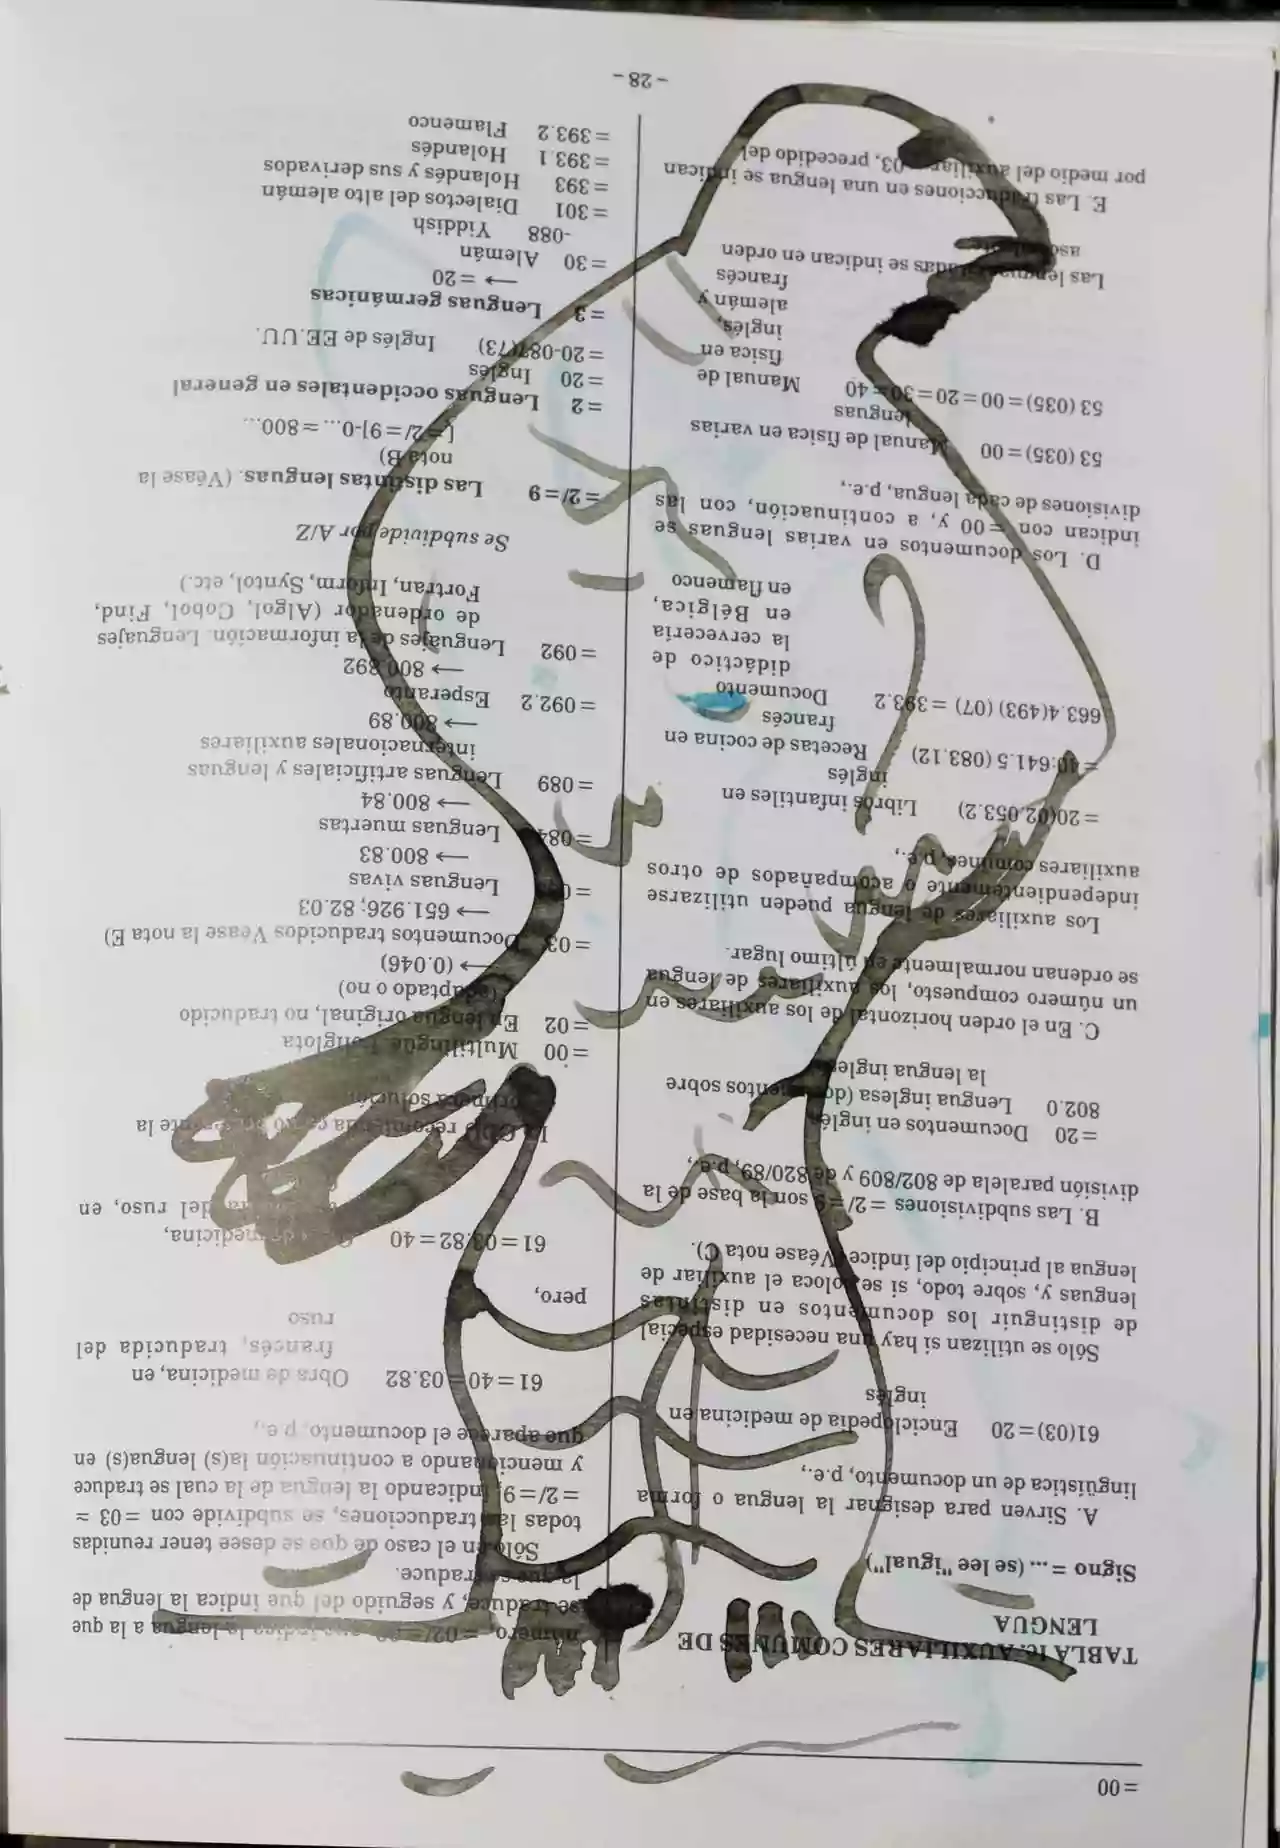 = 00
TABLA Ic. AUXILIARES COMUNES DE
LENGUA
Signo = ... (se lee "igual")
A. Sirven para designar la lengua o forma
lingüística de un documento, p.e.,
61(03) = 20 Enciclopedia de medicina en
inglés
Sólo se utilizan si hay una necesidad especial
de distinguir los documentos en distintas
lenguas y, sobre todo, si se coloca el auxiliar de
lengua al principio del índice (Véase nota C).
B. Las subdivisiones = 2/ = 9 son la base de la
división paralela de 802/809 y de 820/89, p.e.,
= 20 Documentos en inglés
802.0 Lengua inglesa (documentos sobre
la lengua inglesa)
C. En el orden horizontal de los auxiliares en
un número compuesto, los auxiliares de lengua
se ordenan normalmente en último lugar.
Los auxiliares de lengua pueden utilizarse
independientemente o acompañados de otros
auxiliares comunes, p.e.,
= 20(02.053.2) Libros infantiles en
inglés
= 40:641.5 (083.12) Recetas de cocina en
francés
663.4(493) (07) = 393.2 Documento
didáctico de
la cervecería
en Bélgica,
en flamenco
D. Los documentos en varias lenguas se
indican con = 00 y, a continuación, con las
divisiones de cada lengua, p.e.,
53 (035) = 00 Manual de física en varias
lenguas
53 (035) = 00 = 20 = 30 = 40 Manual de
física en
inglés,
alemán y
francés
Las lenguas citadas se indican en orden
E. Las traducciones en una lengua se indican
por medio del auxiliar = 03, precedido del
número = 02/= 09 que indica la lengua a la que
se traduce, y seguido del que indica la lengua de
la que se traduce.
Sólo en el caso de que se desee tener reunidas
todas las traducciones, se subdivide con = 03 =
= 2/ = 9, indicando la lengua de la cual se traduce
y mencionando a continuación la(s) lengua(s) en
que aparece el documento, p.e.,
61 = 40 = 03.82 Obra de medicina, en
francés, traducida del
ruso
pero,
61 = 03.82 = 40 Obra de medicina,
del ruso, en
recomienda la
primera solución
= 00 Multilingüe. Políglota
= 02 En lengua original, no traducido
(adaptado o no)
→ (0.046)
= 03 Documentos traducidos Véase la nota E)
→ 651.926; 82.03
Lenguas vivas
→ 800.83
= 084 Lenguas muertas
→ 800.84
= 089 Lenguas artificiales y lenguas
internacionales auxiliares
→ 800.89
= 092.2 Esperanto
→ 800.892
= 092 Lenguajes de la información. Lenguajes
de ordenador (Algol, Cobol, Find,
Fortran, Inform, Syntol, etc.)
Se subdivide por A/Z
= 2/ = 9 Las distintas lenguas. (Véase la
nota B)
[ = 2/ = 9]-0... = 800...
= 2 Lenguas occidentales en general
= 20 Inglés
= 20-087(73) Inglés de EE.UU.
= 3 Lenguas germánicas
→ = 20
= 30 Alemán
-088 Yiddish
= 301 Dialectos del alto alemán
= 393 Holandés y sus derivados
= 393.1 Holandés
= 393.2 Flamenco
- 28 -